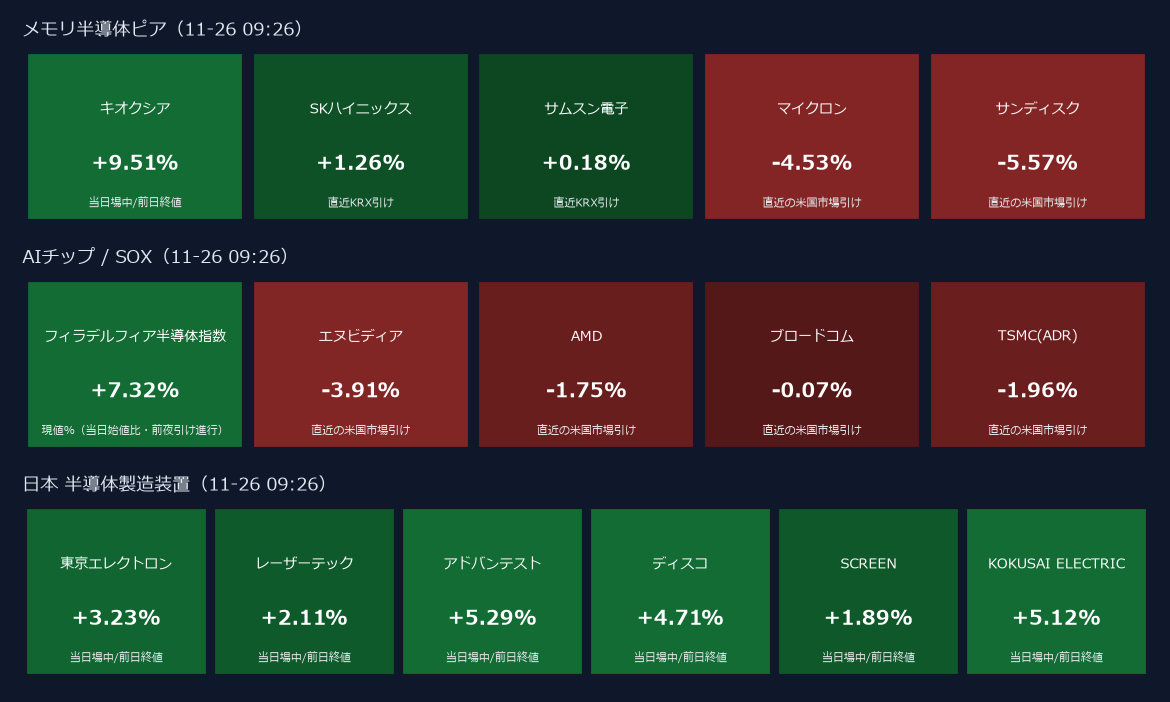 メモリ半導体ピア（11-26 09:26）
キオクシア
+9.51%
当日場中/前日終値
SKハイニックス
+1.26%
直近KRX引け
サムスン電子
+0.18%
直近KRX引け
マイクロン
-4.53%
直近の米国市場引け
サンディスク
-5.57%
直近の米国市場引け
AIチップ / SOX（11-26 09:26）
フィラデルフィア半導体指数
+7.32%
現値%（当日始値比・前夜引け進行）
エヌビディア
-3.91%
直近の米国市場引け
AMD
-1.75%
直近の米国市場引け
ブロードコム
-0.07%
直近の米国市場引け
TSMC(ADR)
-1.96%
直近の米国市場引け
日本 半導体製造装置（11-26 09:26）
東京エレクトロン
+3.23%
当日場中/前日終値
レーザーテック
+2.11%
当日場中/前日終値
アドバンテスト
+5.29%
当日場中/前日終値
ディスコ
+4.71%
当日場中/前日終値
SCREEN
+1.89%
当日場中/前日終値
KOKUSAI ELECTRIC
+5.12%
当日場中/前日終値